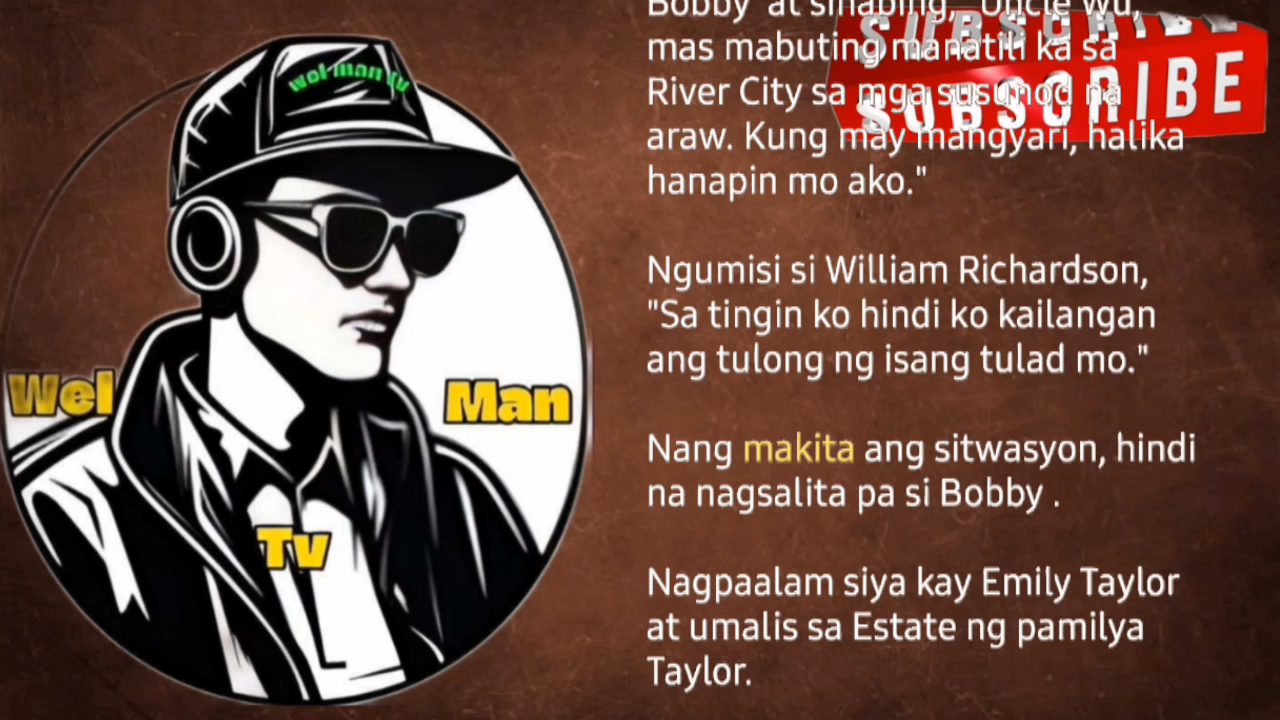 wel man tv
Wel
Man
Tv
SUBSCRIBE
SUBSCRIBE
Bobby at sinabing, "Uncle Wu,
mas mabuting manatili ka sa
River City sa mga susunod na
araw. Kung may mangyari, halika
hanapin mo ako."
Ngumisi si William Richardson,
"Sa tingin ko hindi ko kailangan
ang tulong ng isang tulad mo."
Nang makita ang sitwasyon, hindi
na nagsalita pa si Bobby .
Nagpaalam siya kay Emily Taylor
at umalis sa Estate ng pamilya
Taylor.